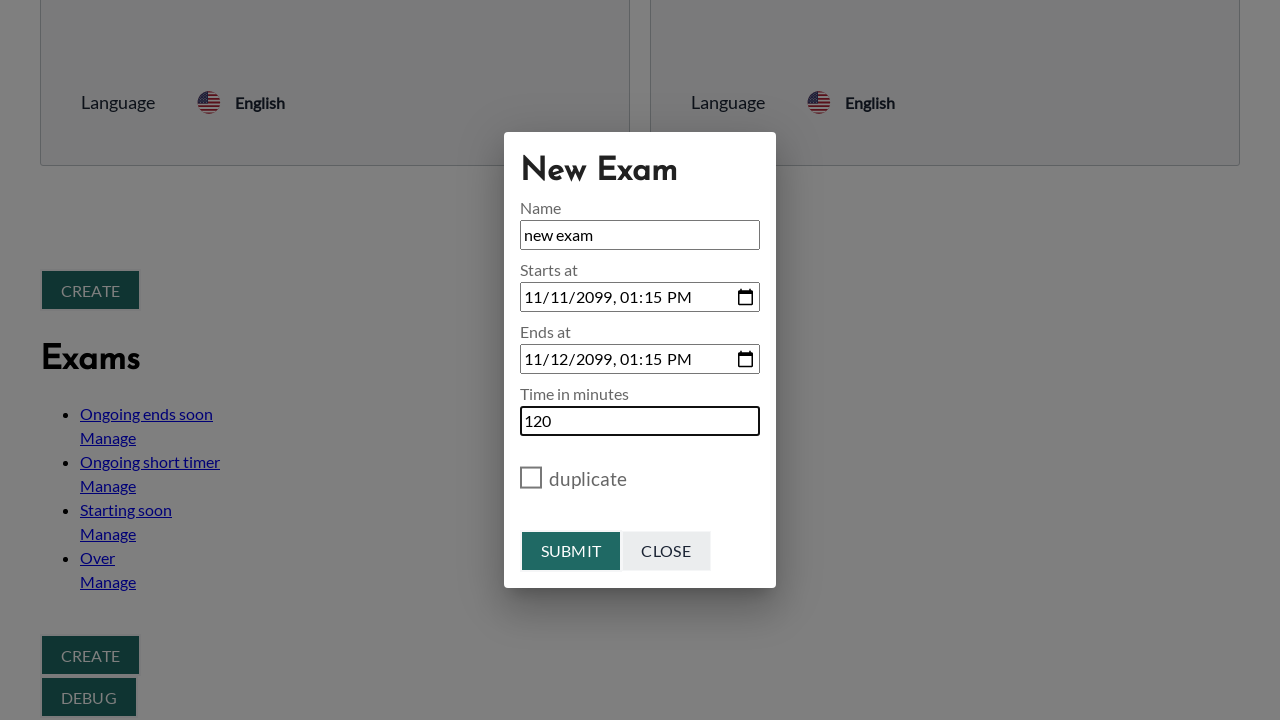 Language English
Language English
New Exam
Name
new exam
Starts at
11/11/2099, 01:15 PM
Ends at
11/12/2099, 01:15 PM
Time in minutes
120
duplicate
SUBMIT CLOSE
CREATE
Exams
Ongoing ends soon
Manage
Ongoing short timer
Manage
Starting soon
Manage
Over
Manage
CREATE
DEBUG